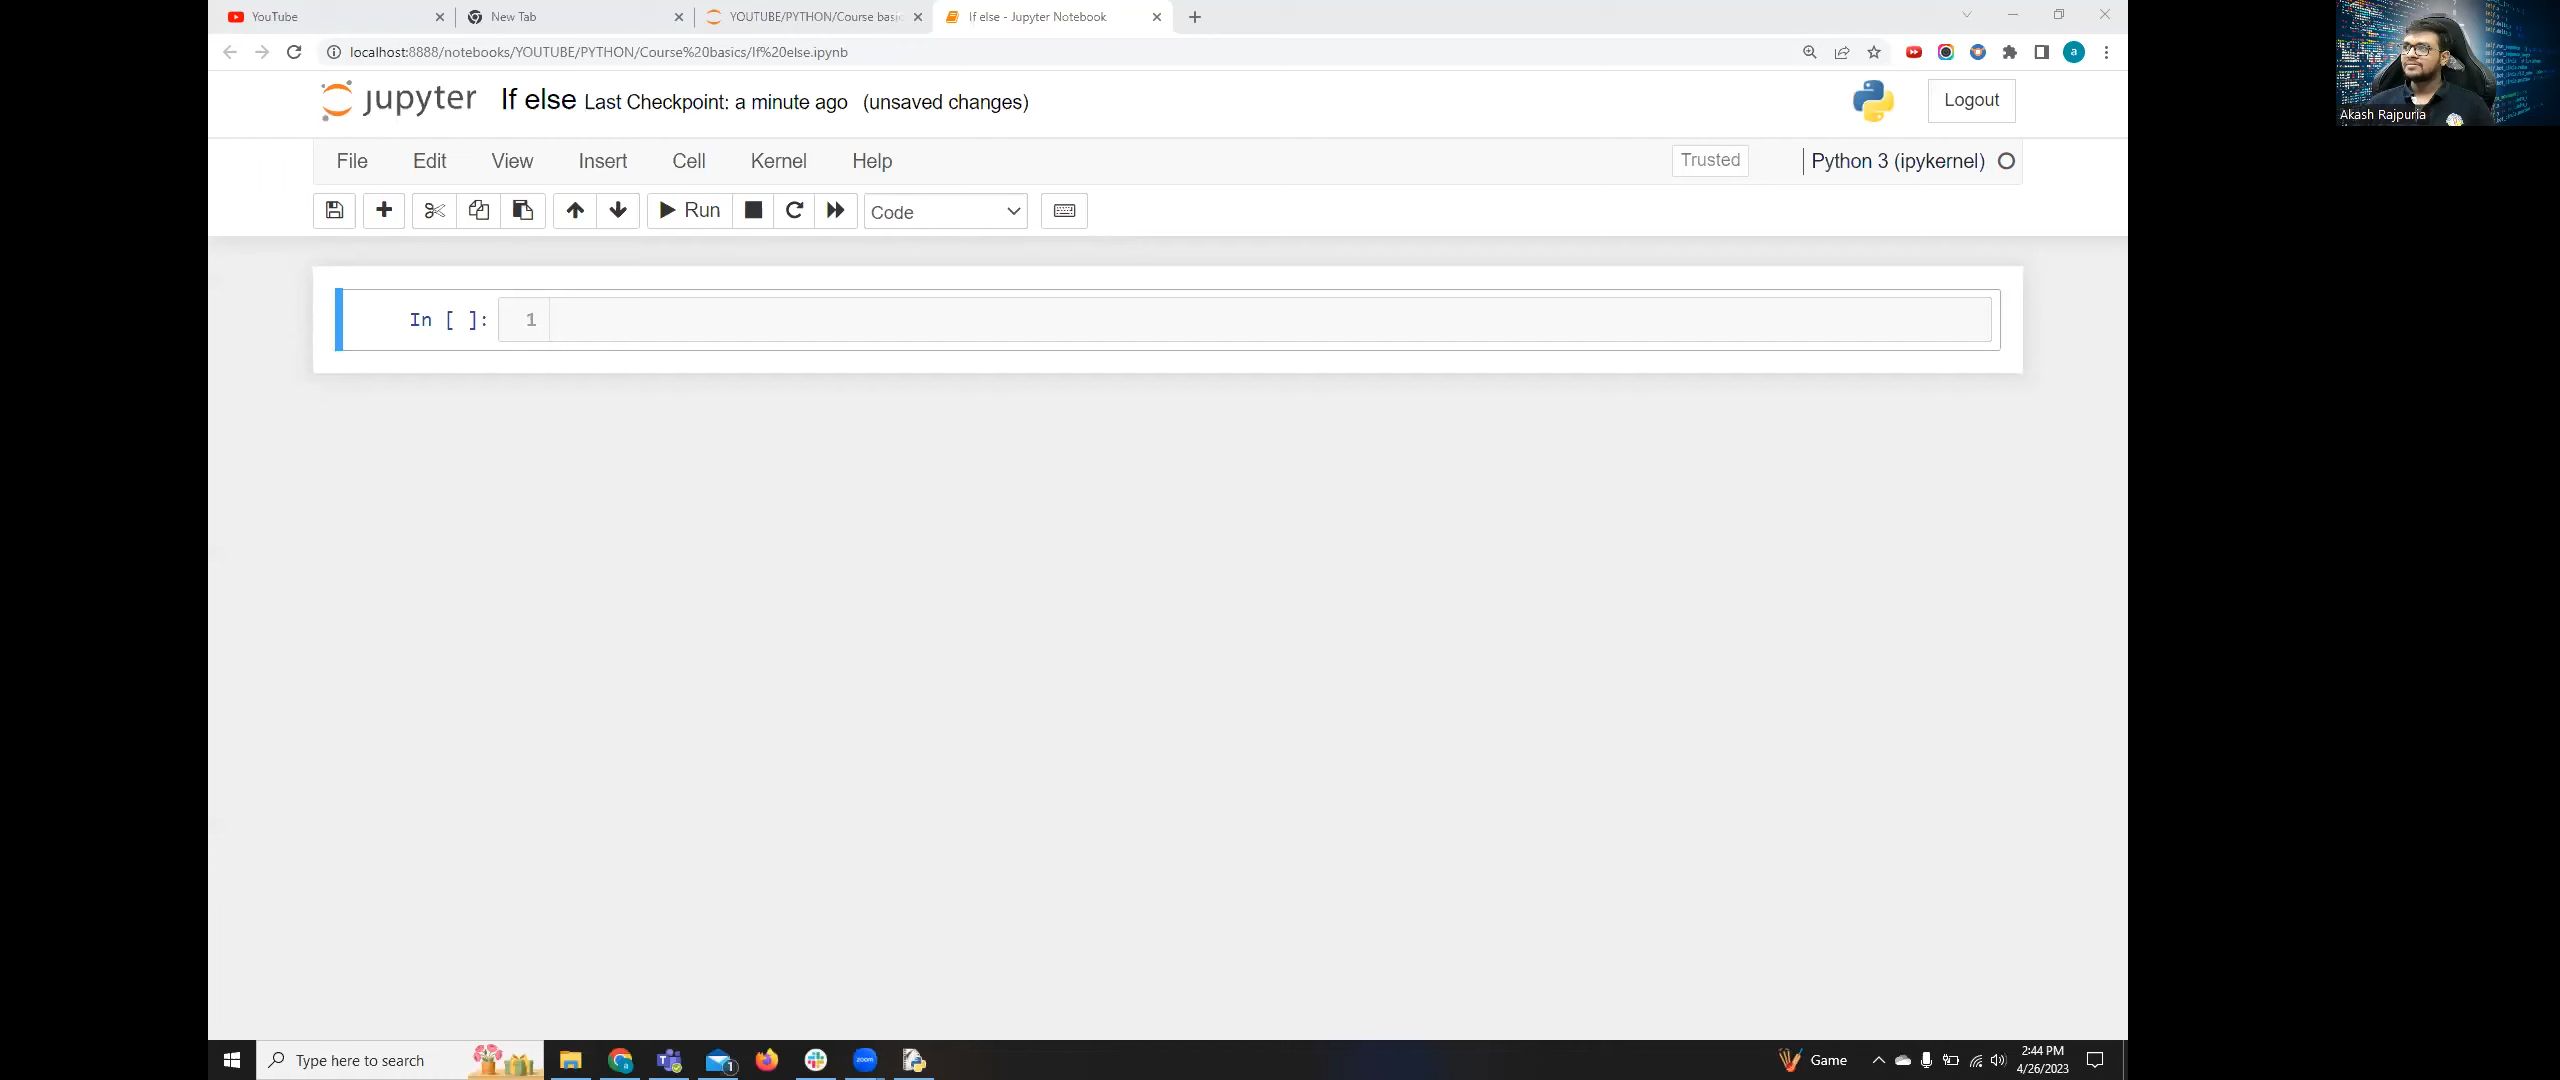 YouTube
New Tab
YOUTUBE/PYTHON/Course basic
If else - Jupyter Notebook
localhost:8888/notebooks/YOUTUBE/PYTHON/Course%20basics/If%20else.ipynb
jupyter If else Last Checkpoint: a minute ago (unsaved changes)
Logout
Akash Rajpuria
File Edit View Insert Cell Kernel Help
Trusted
Python 3 (ipykernel)
Run
Code
In [ ]: 1
Type here to search
zoom
1
Game
2:44 PM
4/26/2023